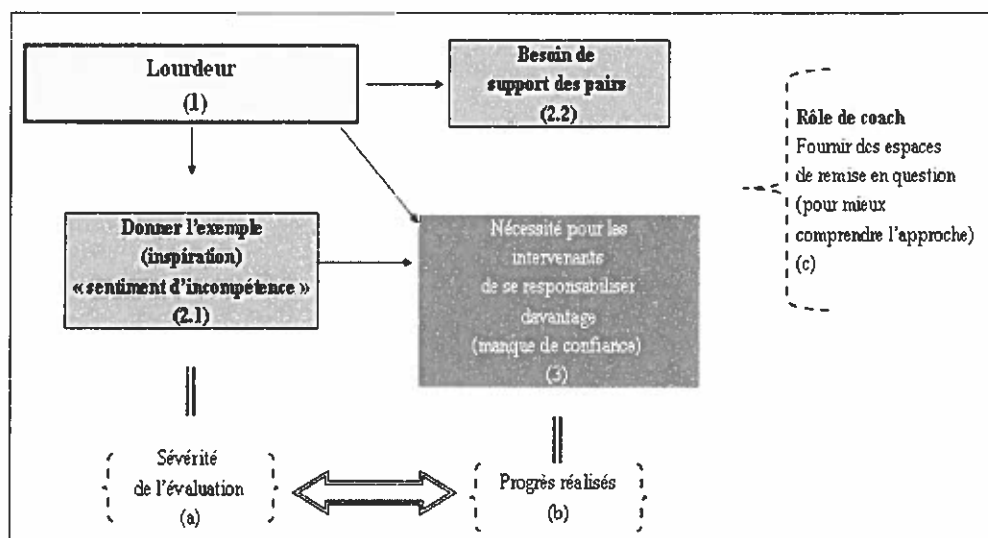 Lourdeur
(1)
Besoin de
support des pairs
(2.2)
Rôle de coach
Fournir des espaces
de remise en question
(pour mieux
comprendre l'approche)
(c)
Donner l'exemple
(inspiration)
« sentiment d'incompétence »
(2.1)
Nécessité pour les
intervenants
de se responsabiliser
davantage
(manque de confiance)
(3)
Sévérité
de l'évaluation
(a)
Progrès réalisés
(b)